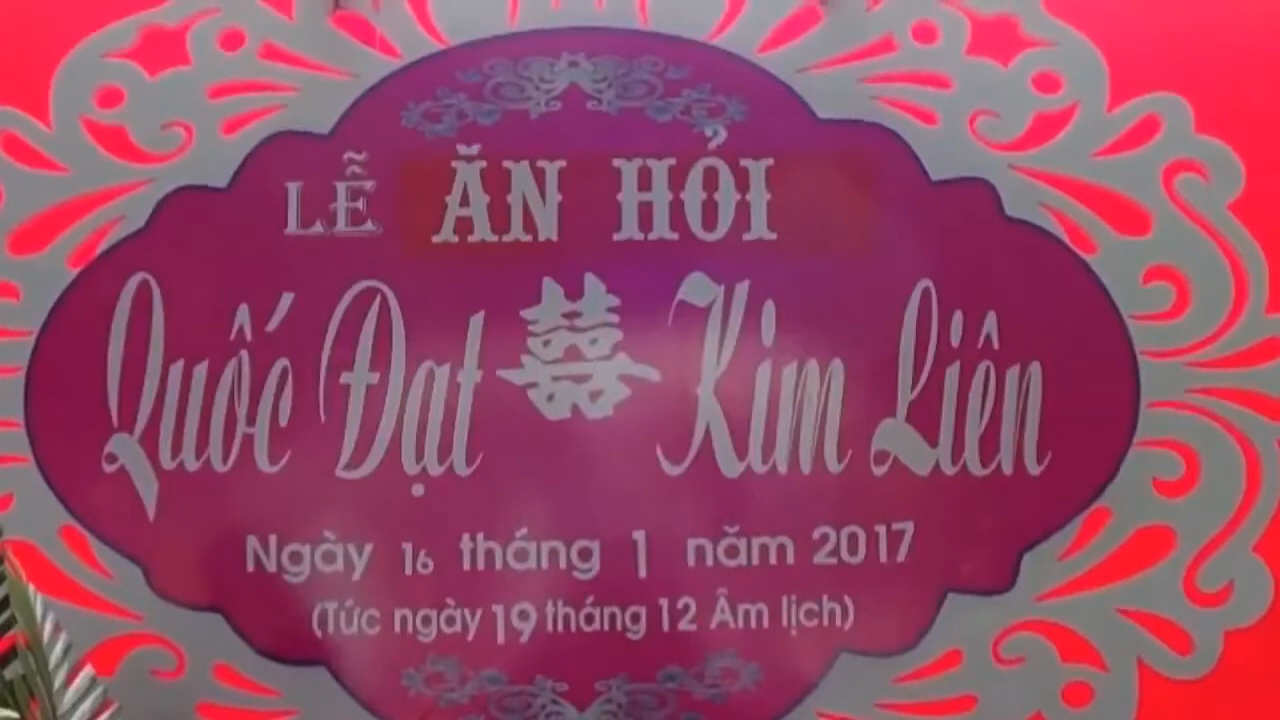 LỄ ĂN HỎI
Quốc Đạt 囍 Kim Liên
Ngày 16 tháng 1 năm 2017
(Tức ngày 19 tháng 12 Âm lịch)